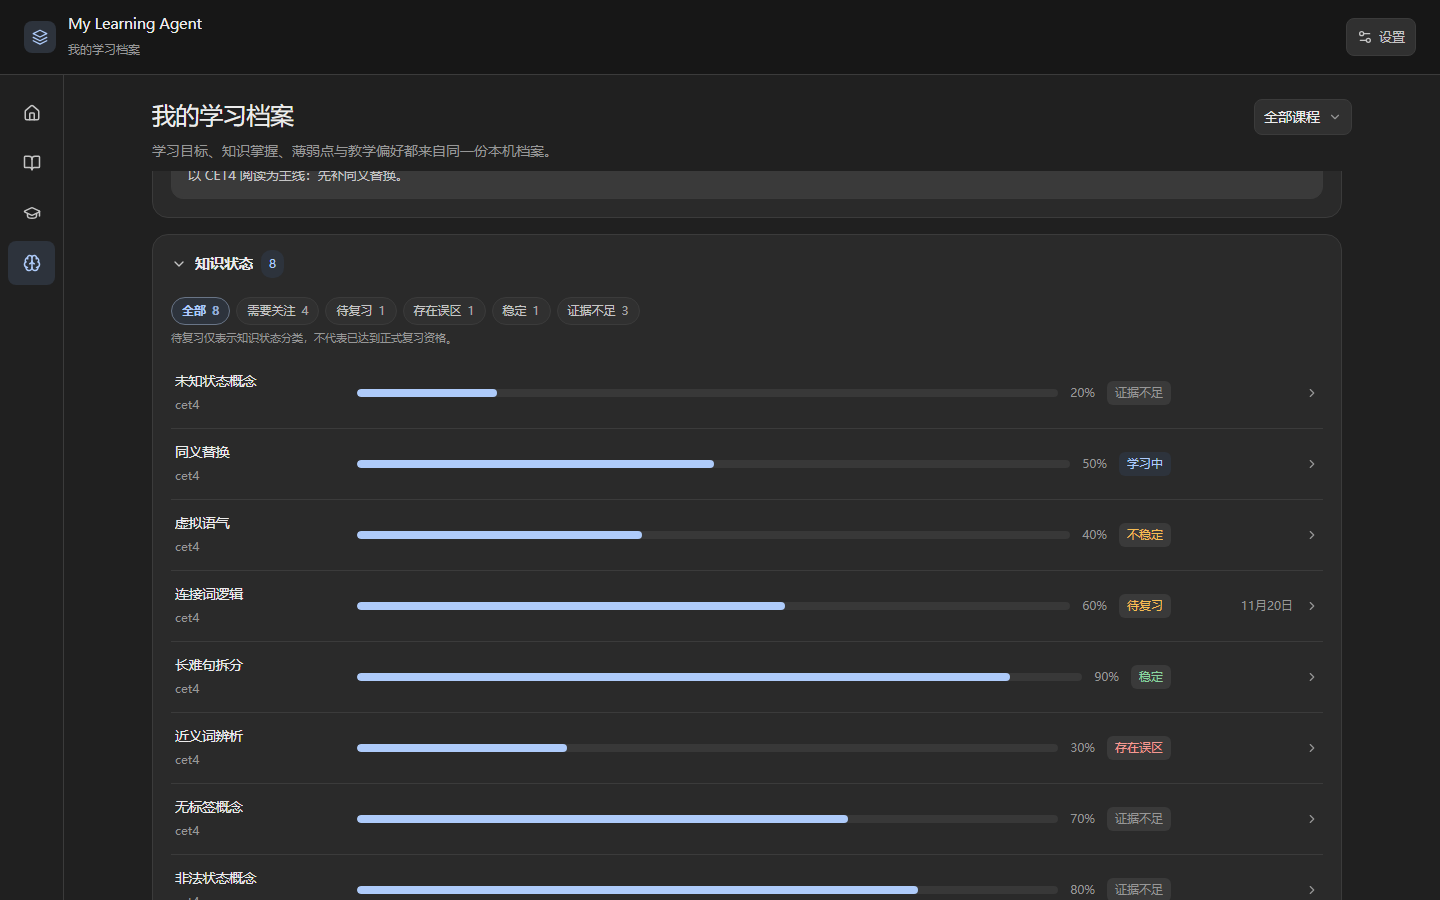 My Learning Agent
我的学习档案
设置
我的学习档案
全部课程
学习目标、知识掌握、薄弱点与教学偏好都来自同一份本机档案。
以 CET4 阅读为主线：先补同义替换。
知识状态 8
全部 8 需要关注 4 待复习 1 存在误区 1 稳定 1 证据不足 3
待复习仅表示知识状态分类，不代表已达到正式复习资格。
未知状态概念
cet4
20% 证据不足
同义替换
cet4
50% 学习中
虚拟语气
cet4
40% 不稳定
连接词逻辑
cet4
60% 待复习 11月20日
长难句拆分
cet4
90% 稳定
近义词辨析
cet4
30% 存在误区
无标签概念
cet4
70% 证据不足
非法状态概念
80% 证据不足